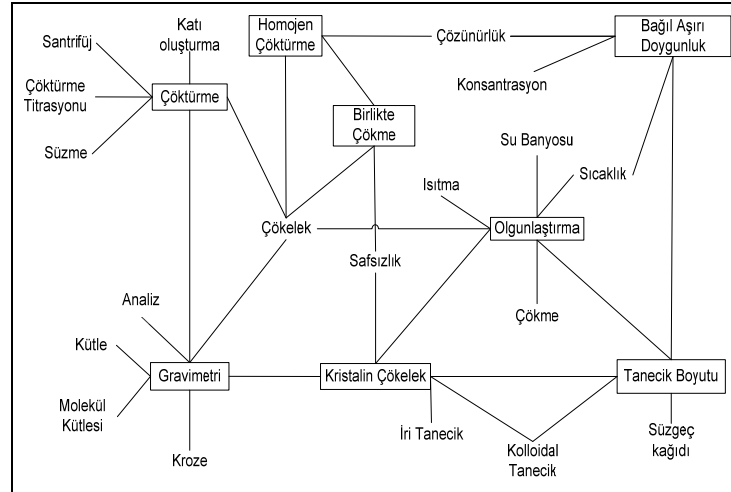 Katı
oluşturma
Homojen
Çöktürme
Bağıl Aşırı
Doygunluk
Santrifüj
Çözünürlük
Çöktürme
Titrasyonu
Çöktürme
Konsantrasyon
Birlikte
Çökme
Süzme
Su Banyosu
Isıtma
Sıcaklık
Çökelek
Olgunlaştırma
Safsızlık
Analiz
Çökme
Kütle
Gravimetri
Kristalin Çökelek
Tanecik Boyutu
Molekül
Kütlesi
İri Tanecik
Kolloidal
Tanecik
Süzgeç
kağıdı
Kroze